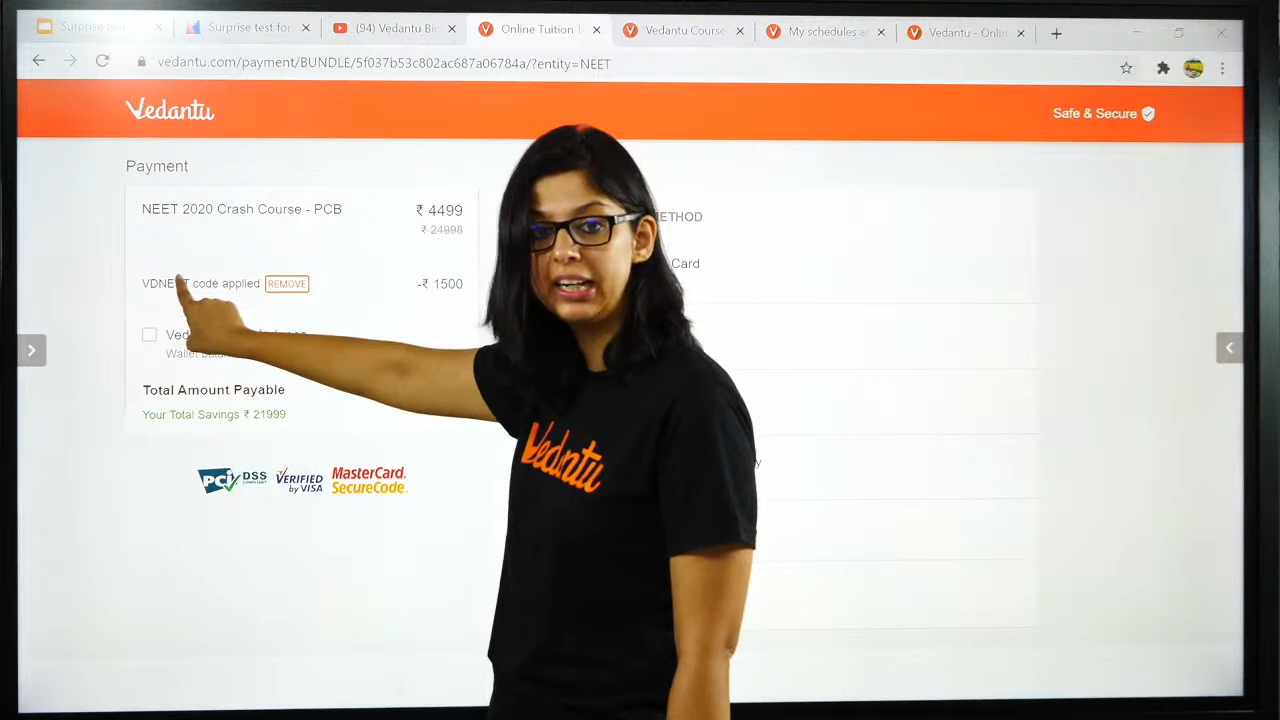 Surprise test for
(94) Vedantu Bi
Online Tuition T
Vedantu Course
My schedules a
Vedantu - Onlin
vedantu.com/payment/BUNDLE/5f037b53c802ac687a06784a/?entity=NEET
Vedantu
Safe & Secure
Payment
NEET 2020 Crash Course - PCB
₹ 4499
₹ 24998
METHOD
Card
code applied
REMOVE
-₹ 1500
Total Amount Payable
Your Total Savings ₹ 21999
PCI DSS
COMPLIANT
VERIFIED
by VISA
MasterCard.
SecureCode.
Vedantu